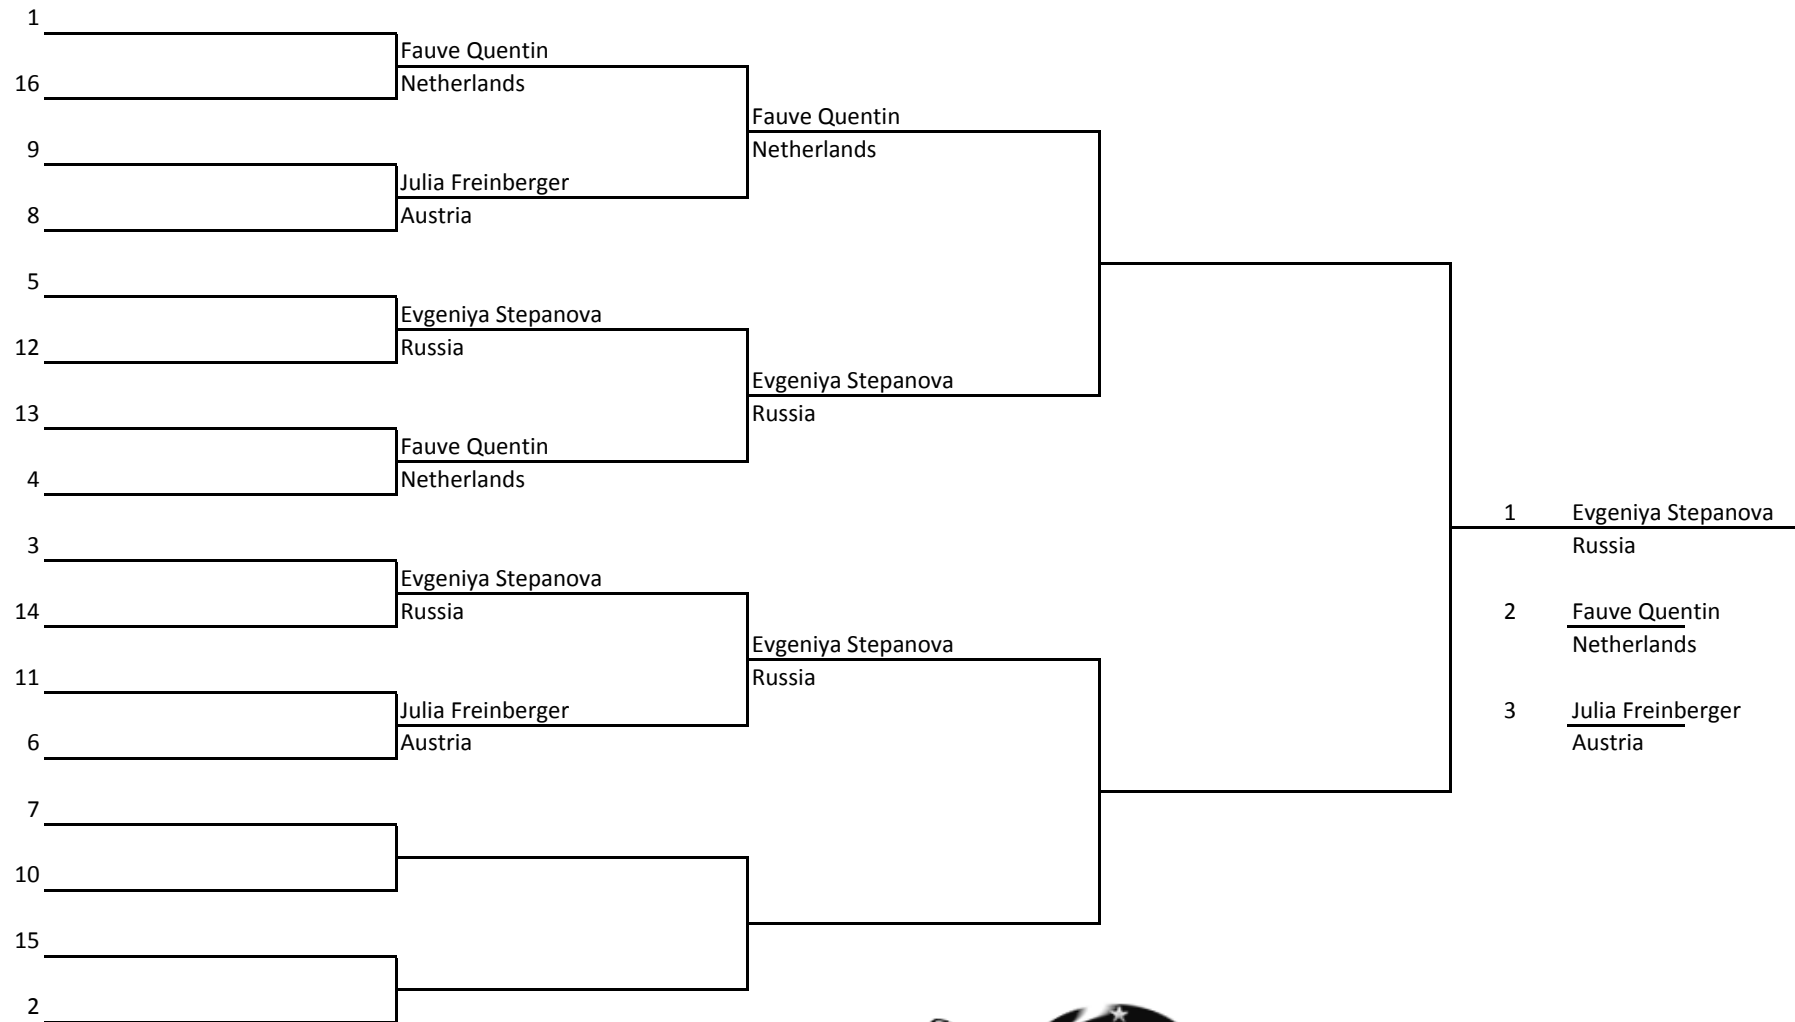 1
Fauve Quentin
16
Netherlands
Fauve Quentin
9
Netherlands
Julia Freinberger
8
Austria
5
Evgeniya Stepanova
12
Russia
Evgeniya Stepanova
13
Russia
Fauve Quentin
4
Netherlands
1 Evgeniya Stepanova
3
Russia
Evgeniya Stepanova
14
Russia
2 Fauve Quentin
Evgeniya Stepanova
Netherlands
11
Russia
Julia Freinberger
3 Julia Freinberger
6
Austria
Austria
7
10
15
2